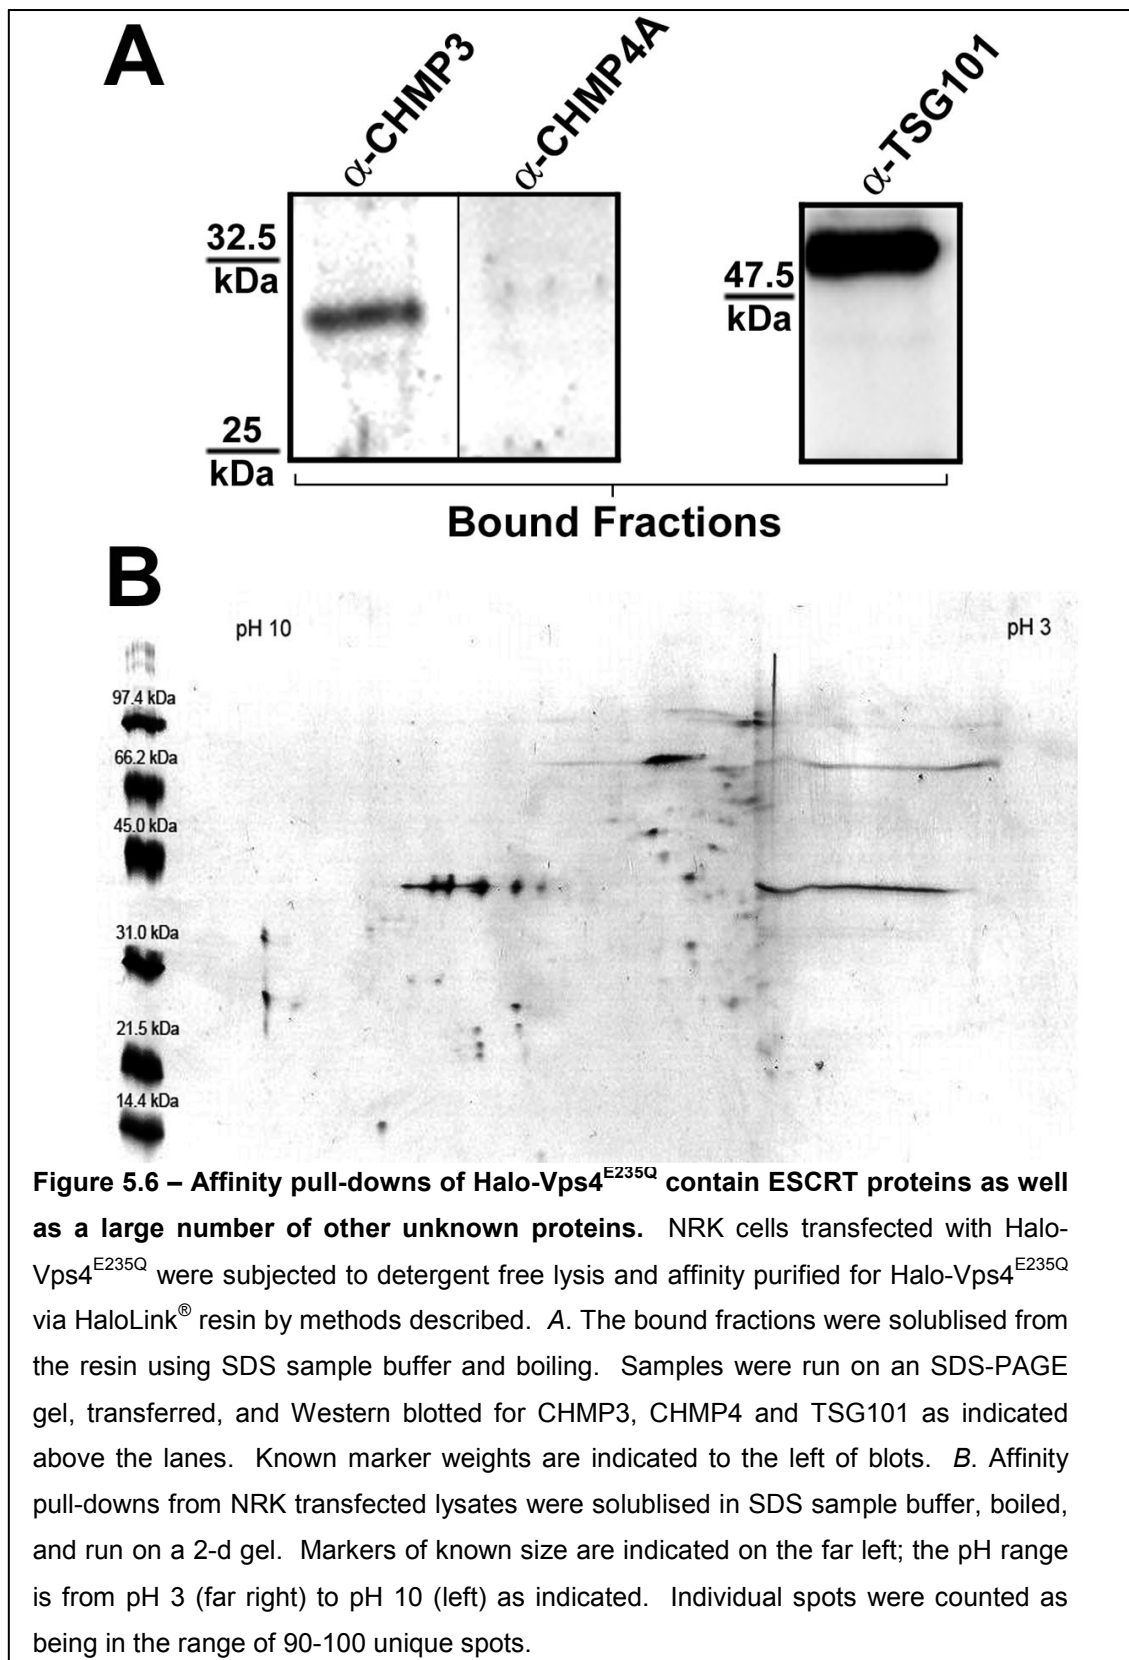 A
α-CHMP3
α-CHMP4A
α-TSG101
32.5
kDa
47.5
kDa
25
kDa
Bound Fractions
B
pH 10
pH 3
97.4 kDa
66.2 kDa
45.0 kDa
31.0 kDa
21.5 kDa
14.4 kDa
Figure 5.6 – Affinity pull-downs of Halo-Vps4E235Q contain ESCRT proteins as well
as a large number of other unknown proteins. NRK cells transfected with Halo-
Vps4E235Q were subjected to detergent free lysis and affinity purified for Halo-Vps4E235Q
via HaloLink® resin by methods described. A. The bound fractions were solublised from
the resin using SDS sample buffer and boiling. Samples were run on an SDS-PAGE
gel, transferred, and Western blotted for CHMP3, CHMP4 and TSG101 as indicated
above the lanes. Known marker weights are indicated to the left of blots. B. Affinity
pull-downs from NRK transfected lysates were solublised in SDS sample buffer, boiled,
and run on a 2-d gel. Markers of known size are indicated on the far left; the pH range
is from pH 3 (far right) to pH 10 (left) as indicated. Individual spots were counted as
being in the range of 90-100 unique spots.